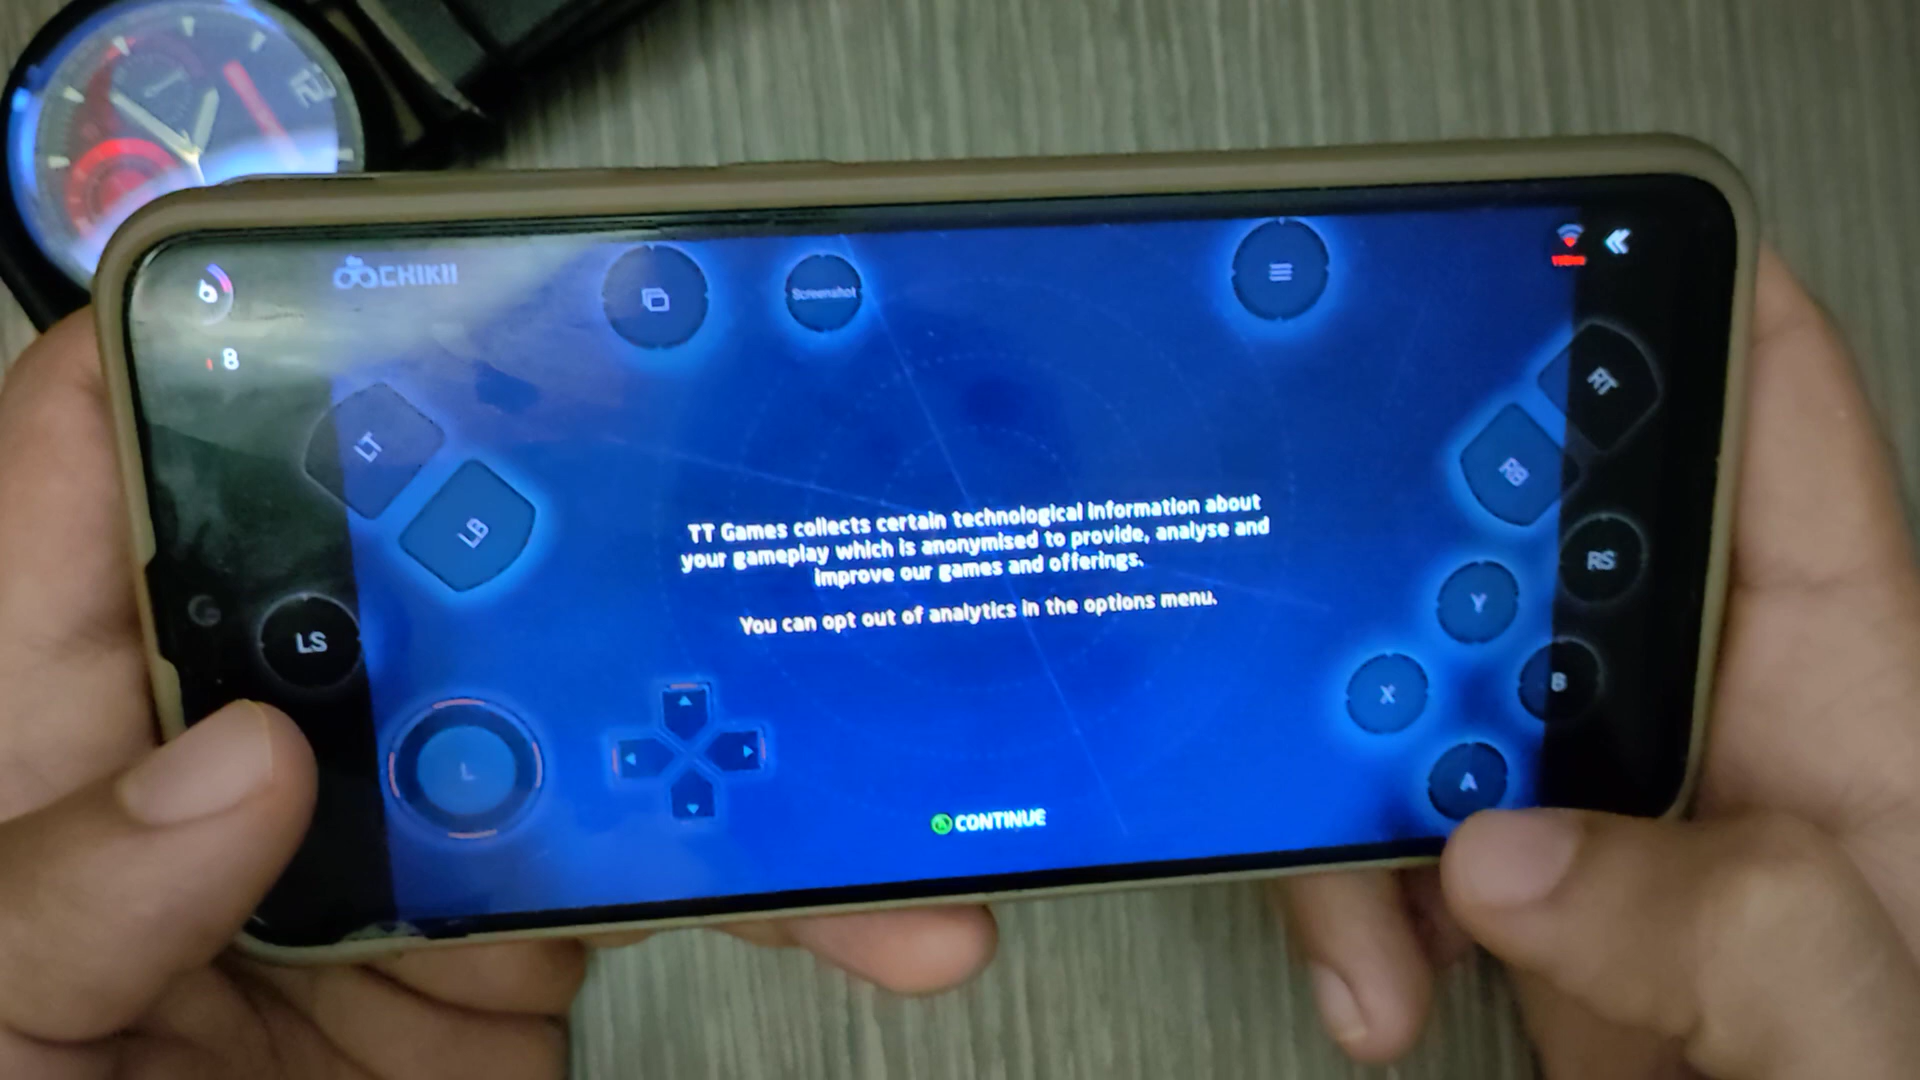 12
CHIKII
Screenshot
6
8
LT
RT
LB
RB
TT Games collects certain technological information about
your gameplay which is anonymised to provide, analyse and
improve our games and offerings.
You can opt out of analytics in the options menu.
LS
RS
Y
X
B
L
A
A CONTINUE